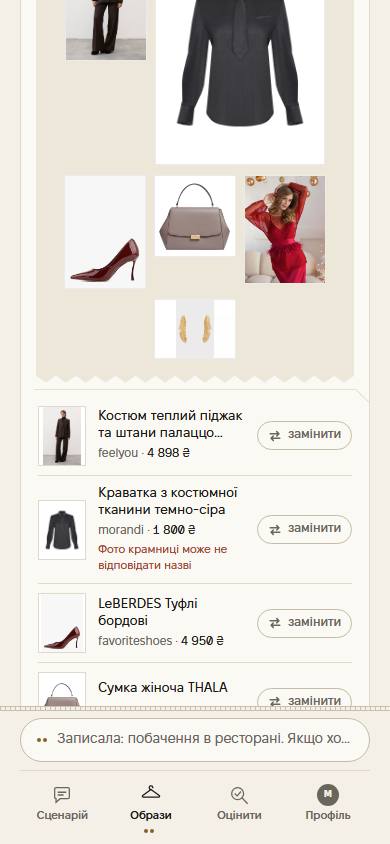 Костюм теплий піджак
та штани палаццо...
feelyou · 4 898 ₴
замінити
Краватка з костюмної
тканини темно-сіра
morandi · 1 800 ₴
Фото крамниці може не
відповідати назві
замінити
LeBERDES Туфлі
бордові
favoriteshoes · 4 950 ₴
замінити
Сумка жіноча THALA
замінити
Записала: побачення в ресторані. Якщо хо...
Сценарій
Образи
Оцінити
М
Профіль